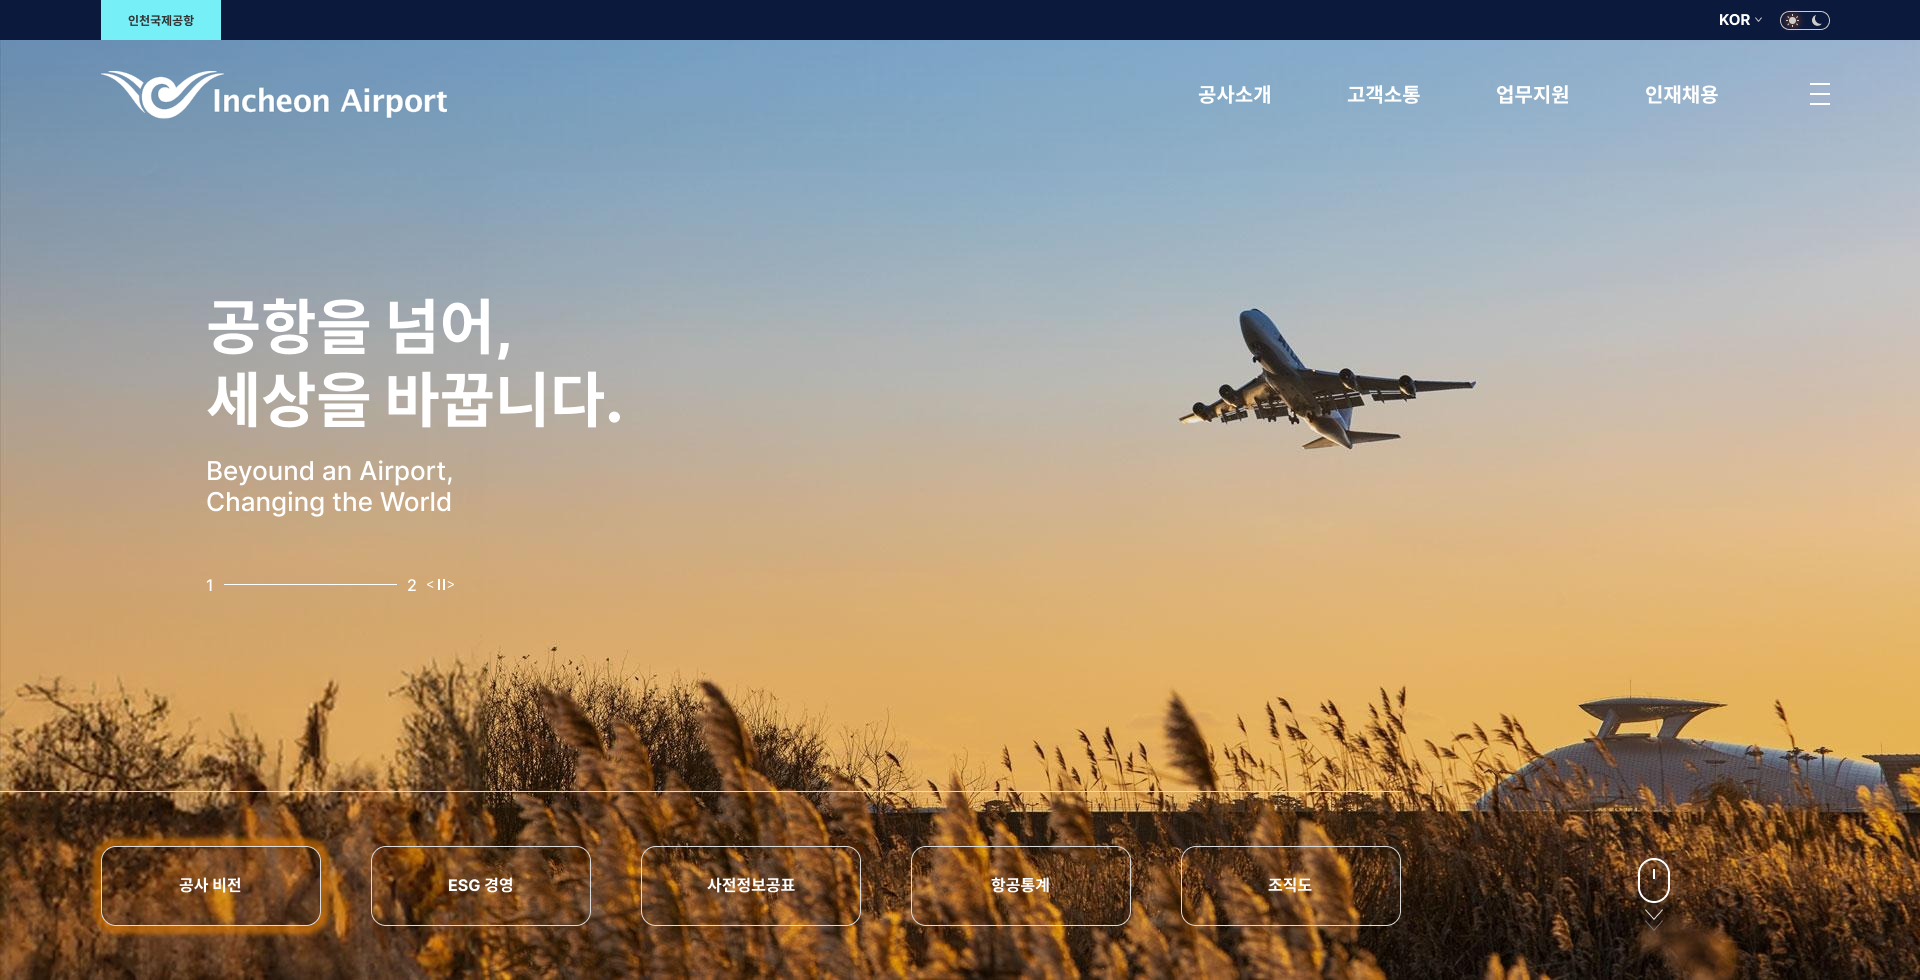 인천국제공항
KOR
Incheon Airport
공사소개
고객소통
업무지원
인재채용
공항을 넘어,
세상을 바꿉니다.
Beyound an Airport,
Changing the World
1
2
공사 비전
ESG 경영
사전정보공표
항공통계
조직도